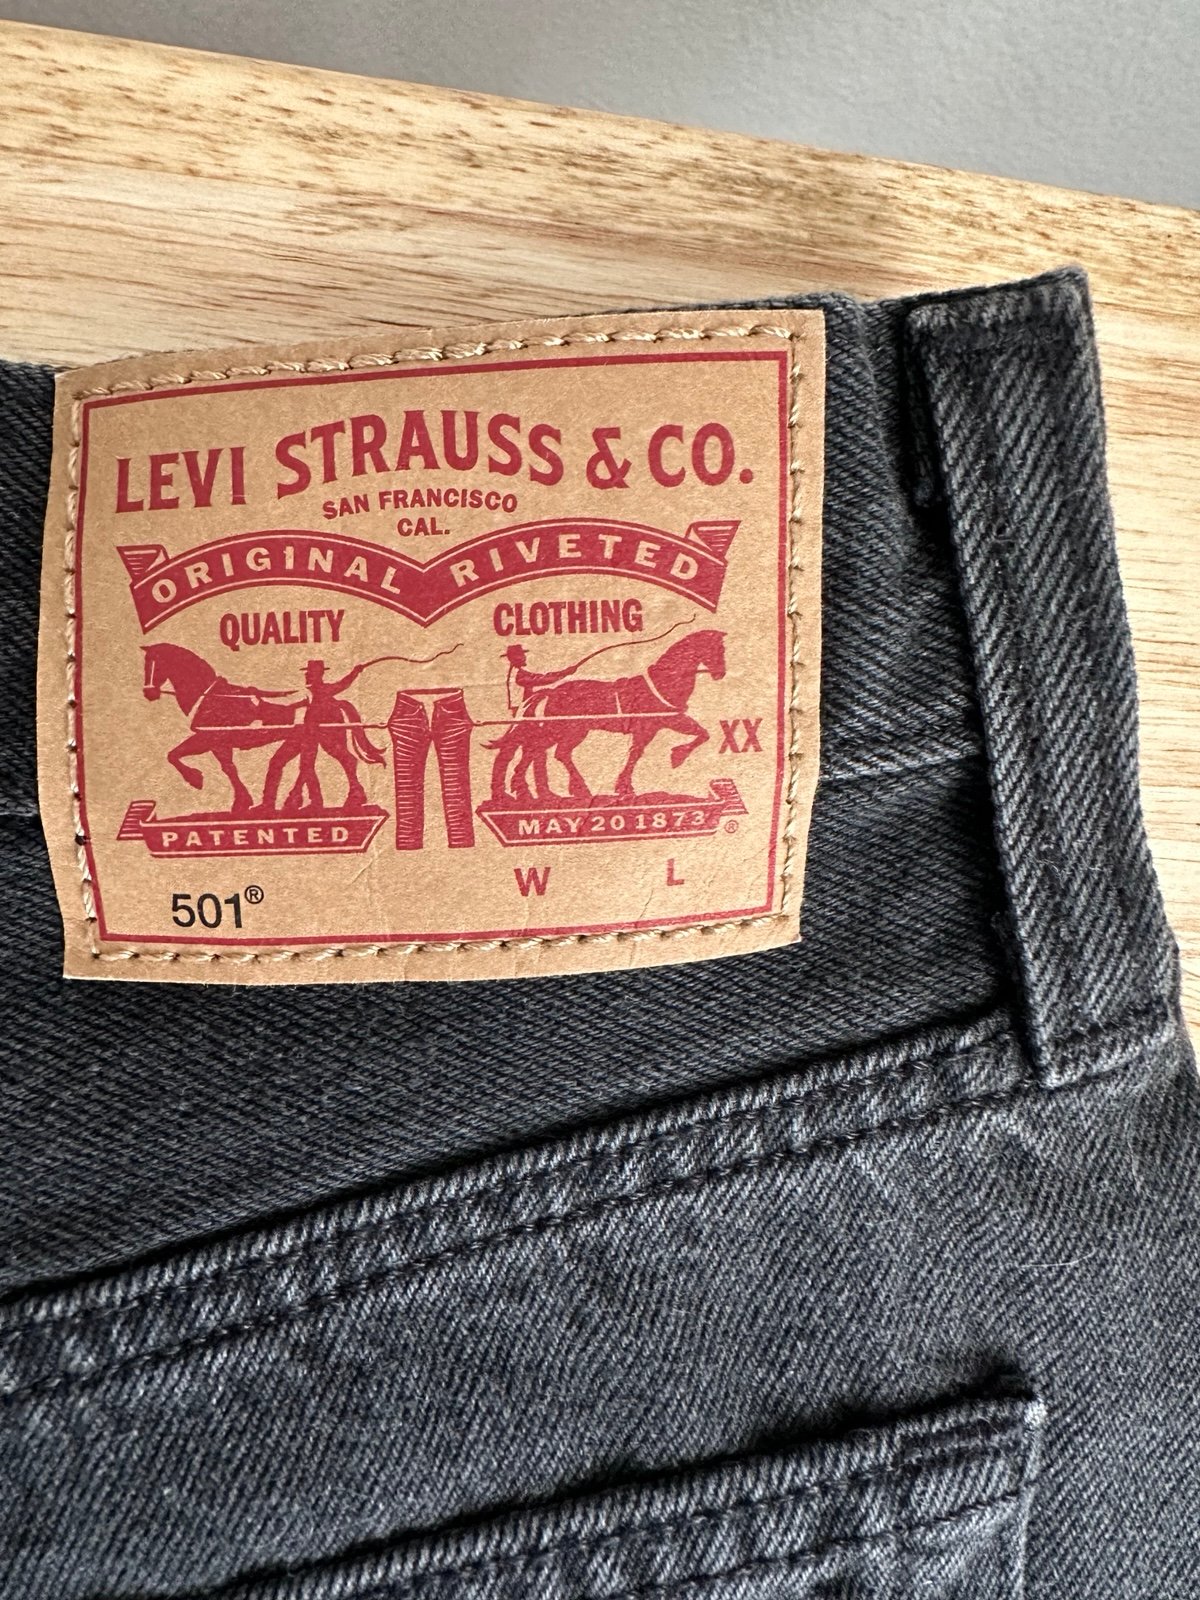 LEVI STRAUSS & CO.
SAN FRANCISCO
CAL.
ORIGINAL RIVETED
QUALITY CLOTHING
XX
PATENTED MAY 20 1873 ®
W L
501®